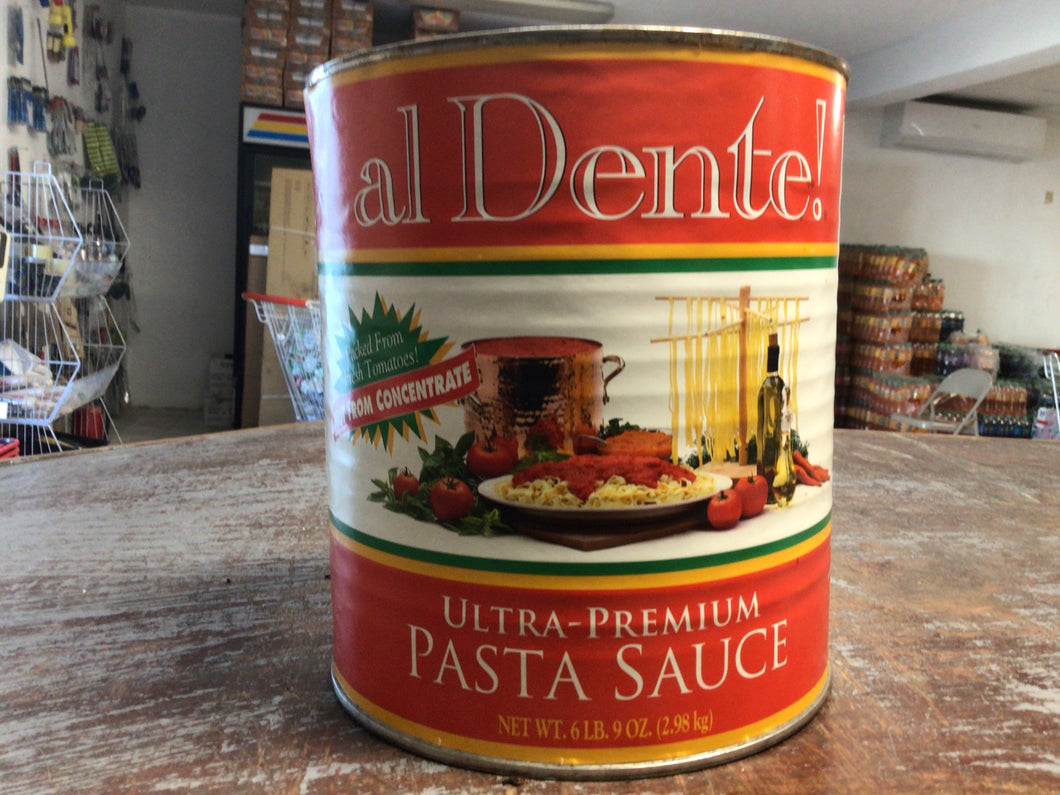 al Dente!
Packed From
Fresh Tomatoes!
FROM CONCENTRATE
ULTRA-PREMIUM
PASTA SAUCE
NET WT. 6 LB. 9 OZ. (2.98 kg)